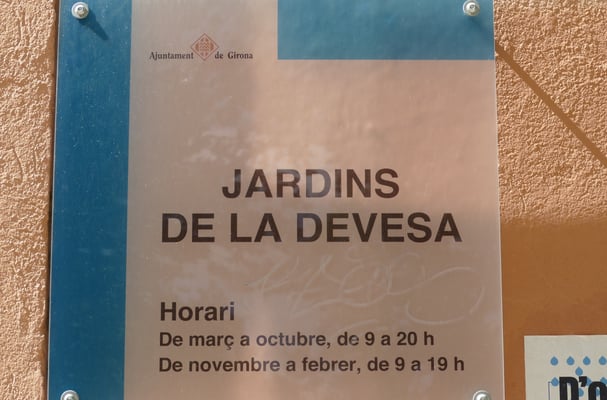 Ajuntament de Girona
JARDINS
DE LA DEVESA
Horari
De març a octubre, de 9 a 20 h
De novembre a febrer, de 9 a 19 h